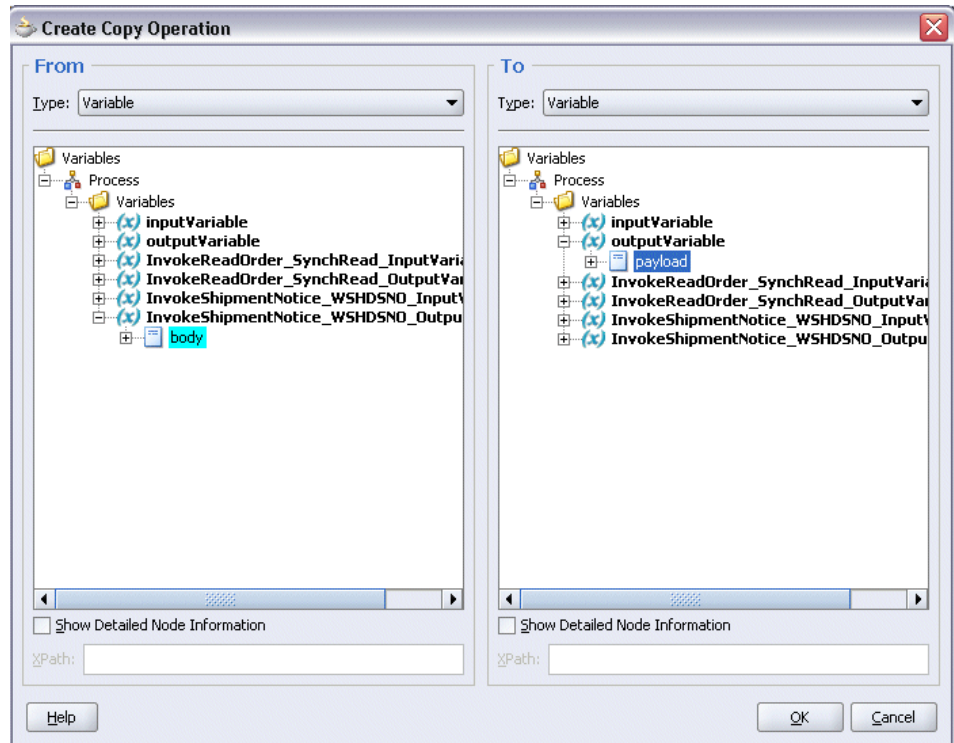 Create Copy Operation
From
Type: Variable
Variables
Process
Variables
inputVariable
outputVariable
InvokeReadOrder_SynchRead_InputVaria
InvokeReadOrder_SynchRead_OutputVar
InvokeShipmentNotice_WSHDSNO_InputV
InvokeShipmentNotice_WSHDSNO_Outpu
body
Show Detailed Node Information
XPath:
To
Type: Variable
Variables
Process
Variables
inputVariable
outputVariable
payload
InvokeReadOrder_SynchRead_InputVaria
InvokeReadOrder_SynchRead_OutputVar
InvokeShipmentNotice_WSHDSNO_InputV
InvokeShipmentNotice_WSHDSNO_Outpu
Show Detailed Node Information
XPath:
Help
OK
Cancel